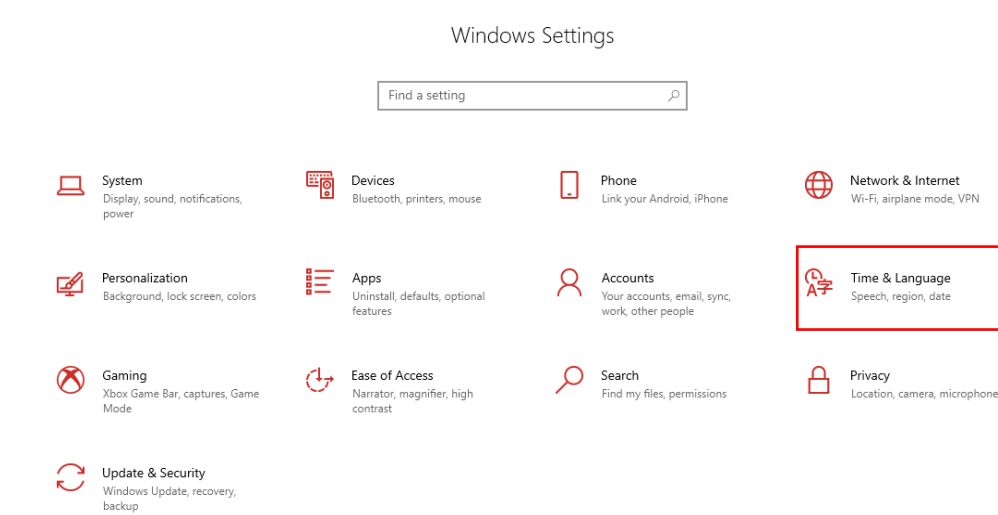 Windows Settings
Find a setting
System
Display, sound, notifications,
power
Devices
Bluetooth, printers, mouse
Phone
Link your Android, iPhone
Network & Internet
Wi-Fi, airplane mode, VPN
Personalization
Background, lock screen, colors
Apps
Uninstall, defaults, optional
features
Accounts
Your accounts, email, sync,
work, other people
A字
Time & Language
Speech, region, date
Gaming
Xbox Game Bar, captures, Game
Mode
Ease of Access
Narrator, magnifier, high
contrast
Search
Find my files, permissions
Privacy
Location, camera, microphone
Update & Security
Windows Update, recovery,
backup